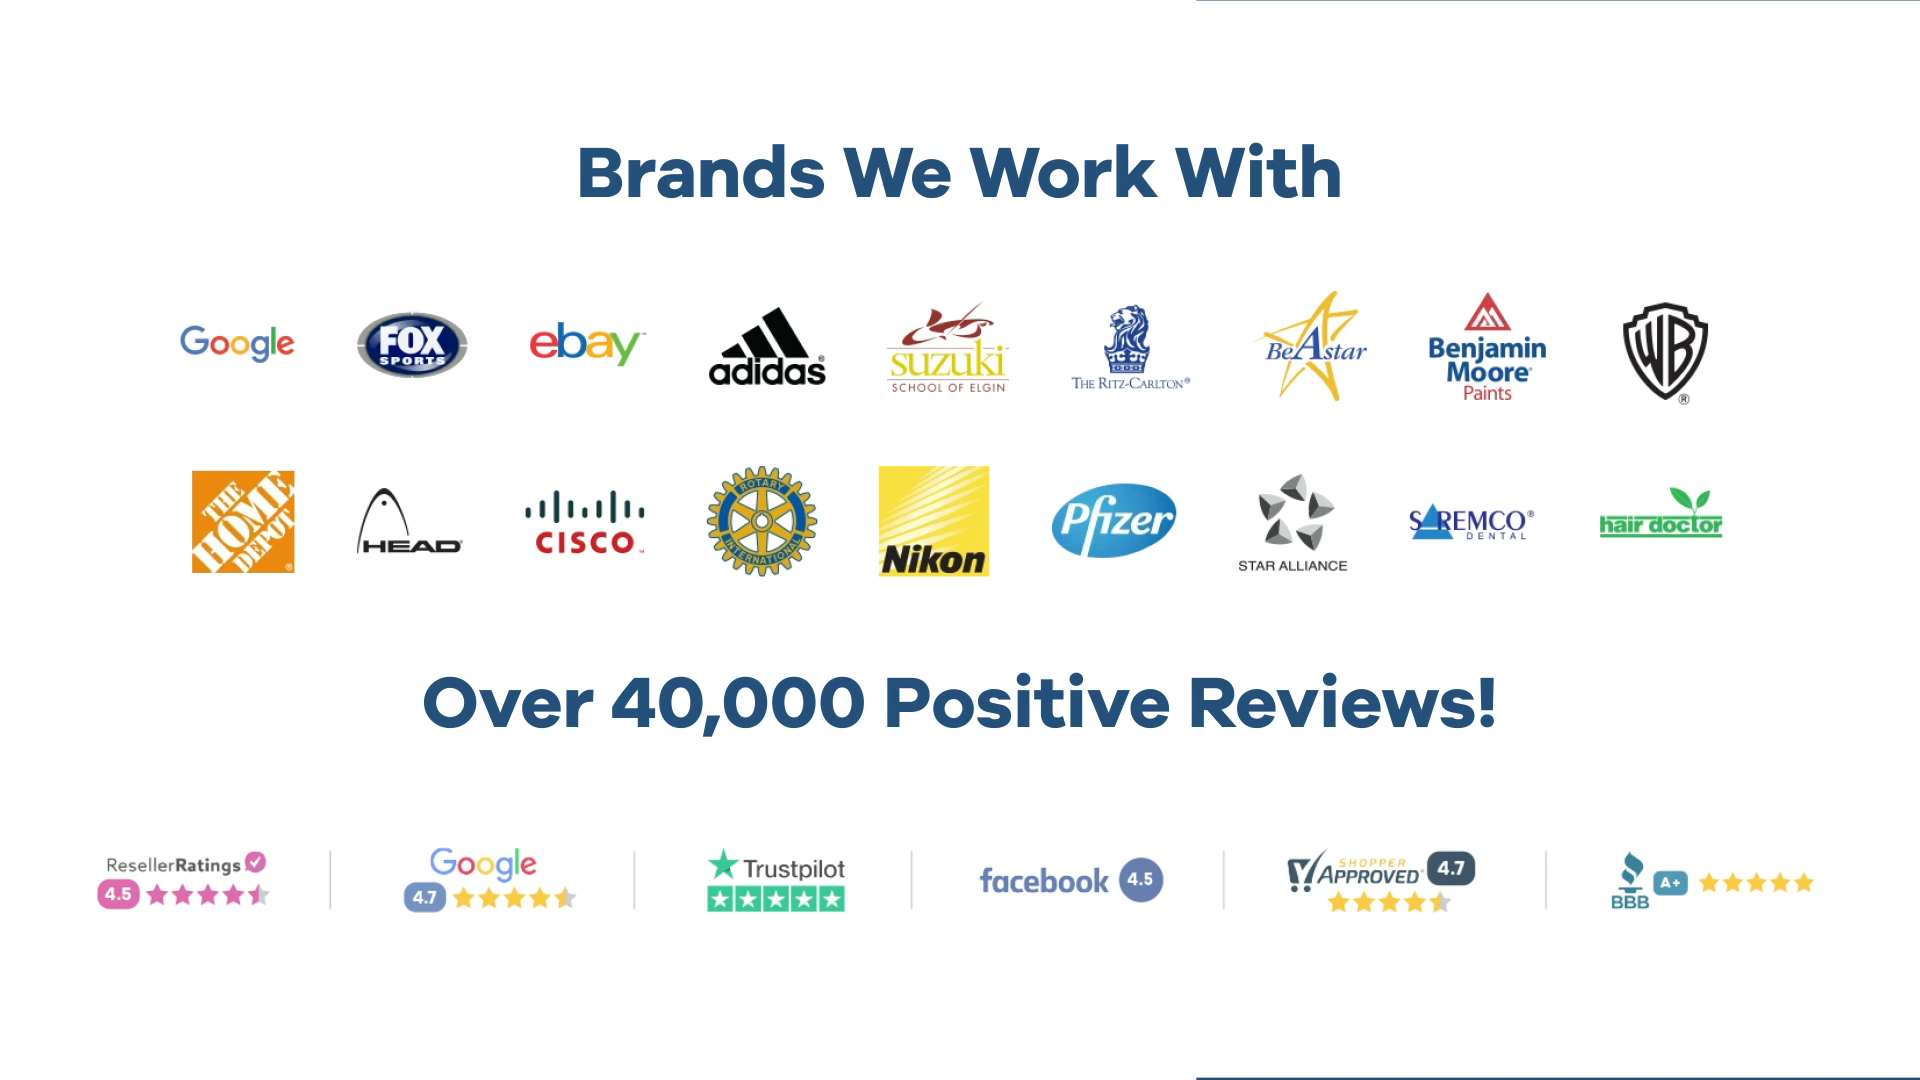 Brands We Work With
Google
FOX
SPORTS
ebay™
adidas®
suzuki
SCHOOL OF ELGIN
THE RITZ-CARLTON®
BeAstar
Benjamin
Moore®
Paints
WB®
THE
HOME
DEPOT®
HEAD®
CISCO™
ROTARY
INTERNATIONAL
Nikon
Pfizer
STAR ALLIANCE
SAREMCO®
DENTAL
hair doctor
Over 40,000 Positive Reviews!
ResellerRatings
4.5
Google
4.7
Trustpilot
facebook 4.5
SHOPPER
APPROVED® 4.7
BBB
A+